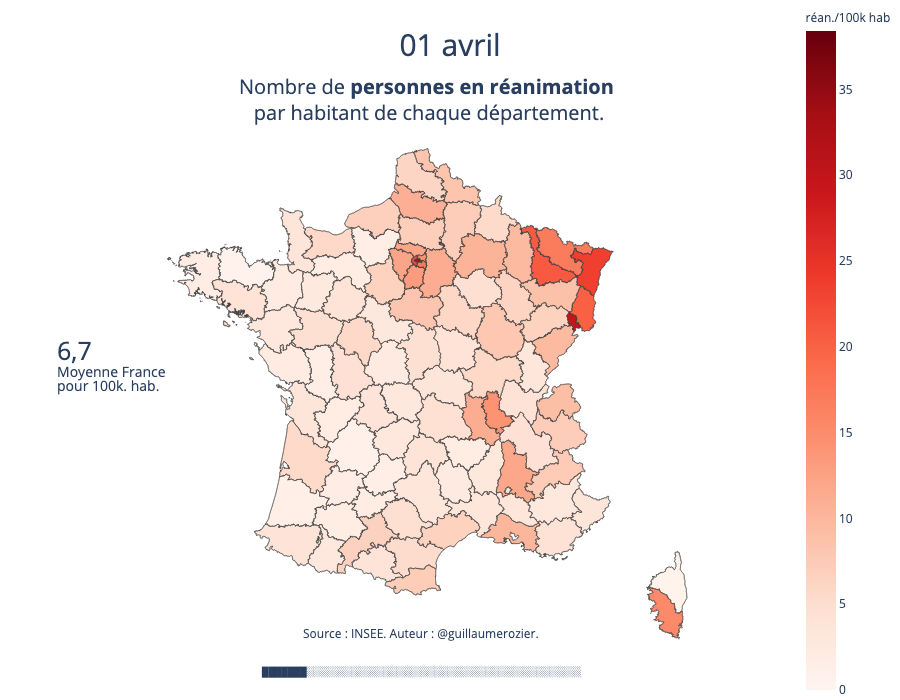 réan./100k hab
01 avril
Nombre de personnes en réanimation
par habitant de chaque département.
35
30
25
20
15
10
5
0
6,7
Moyenne France
pour 100k. hab.
Source : INSEE. Auteur : @guillaumerozier.